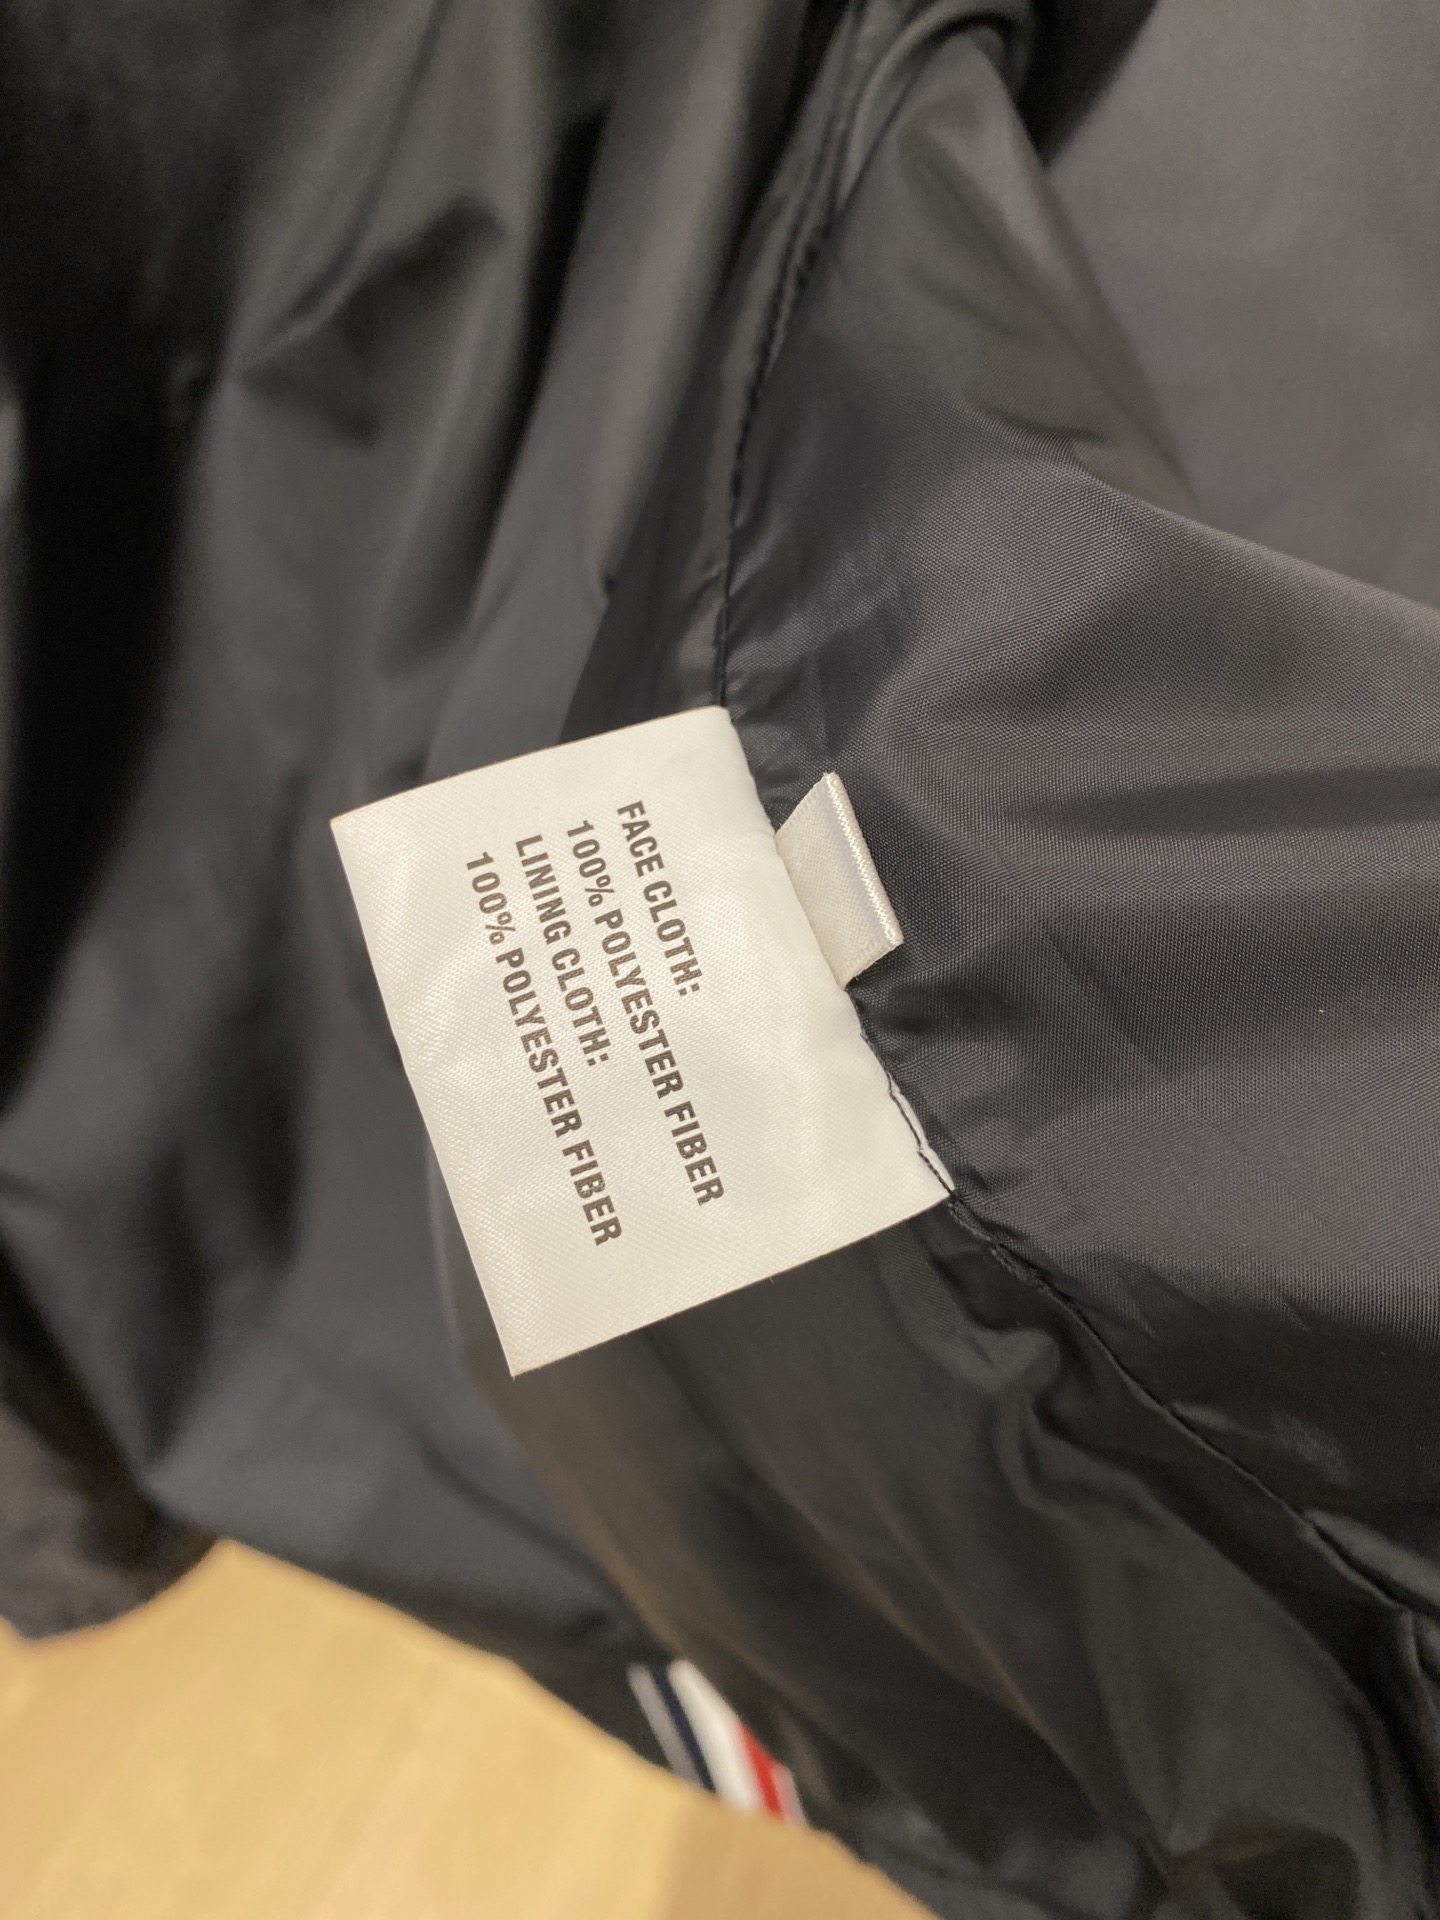 FACE CLOTH:
100% POLYESTER FIBER
LINING CLOTH:
100% POLYESTER FIBER